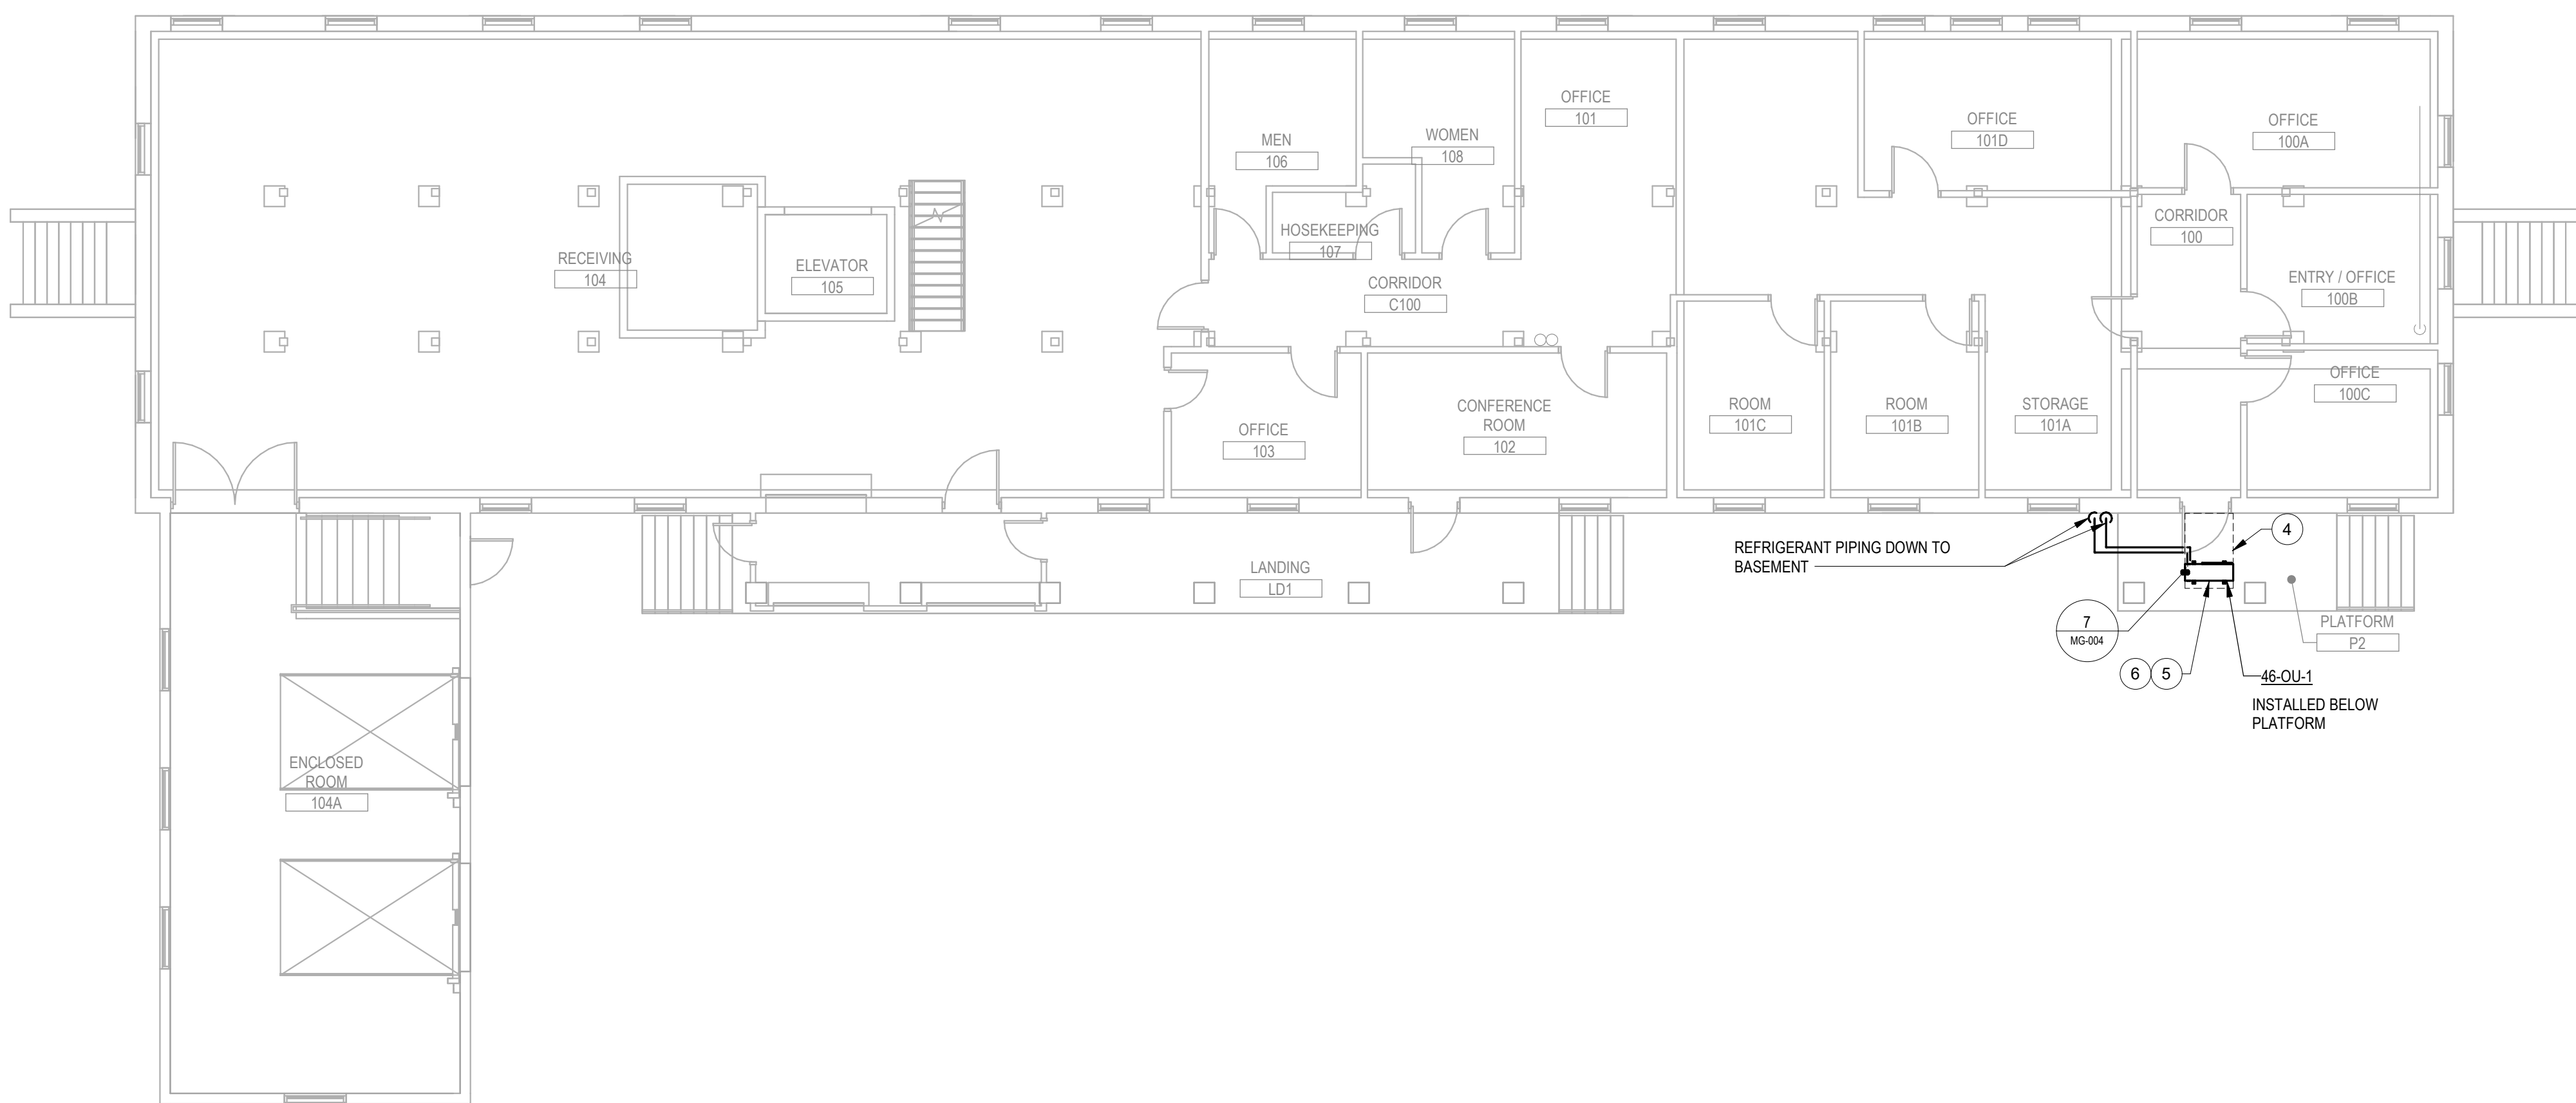 OFFICE
101
OFFICE
101D
OFFICE
100A
MEN
106
WOMEN
108
HOSEKEEPING
107
CORRIDOR
100
RECEIVING
104
ELEVATOR
105
CORRIDOR
C100
ENTRY / OFFICE
100B
OFFICE
100C
OFFICE
103
CONFERENCE
ROOM
102
ROOM
101C
ROOM
101B
STORAGE
101A
REFRIGERANT PIPING DOWN TO
BASEMENT
4
LANDING
LD1
7
MG-004
PLATFORM
P2
6
5
46-OU-1
INSTALLED BELOW
PLATFORM
ENCLOSED
ROOM
104A